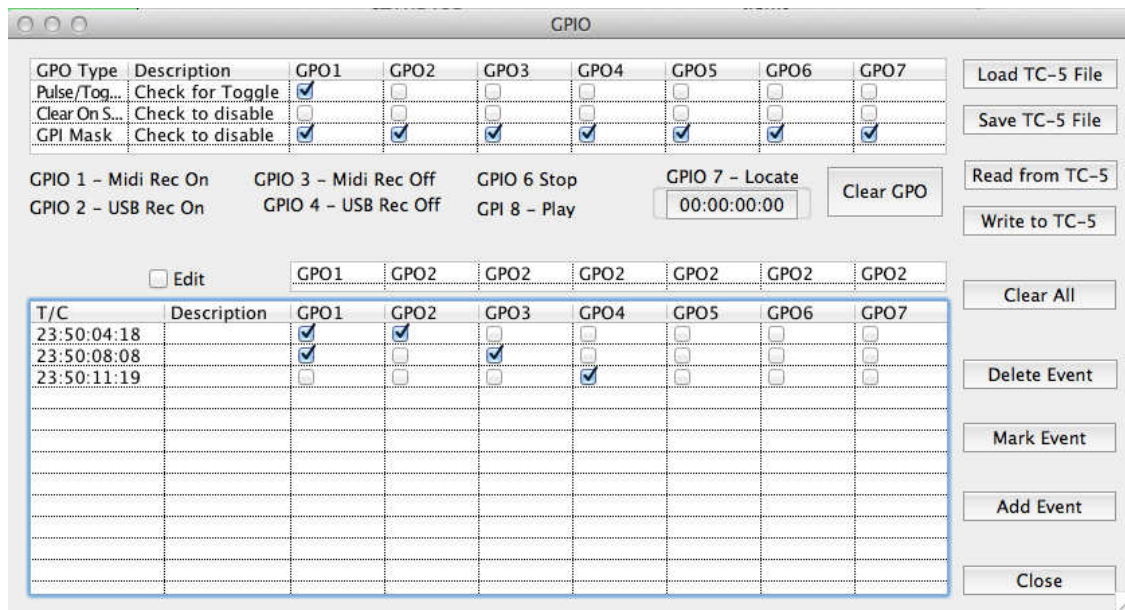 GPIO
GPO Type Description GPO1 GPO2 GPO3 GPO4 GPO5 GPO6 GPO7
Pulse/Tog... Check for Toggle
Clear On S... Check to disable
GPI Mask Check to disable
Load TC-5 File
Save TC-5 File
Read from TC-5
Write to TC-5
GPIO 1 - Midi Rec On GPIO 3 - Midi Rec Off GPIO 6 Stop GPIO 7 - Locate
GPIO 2 - USB Rec On GPIO 4 - USB Rec Off GPI 8 - Play 00:00:00:00
Clear GPO
Edit GPO1 GPO2 GPO2 GPO2 GPO2 GPO2 GPO2
Clear All
T/C Description GPO1 GPO2 GPO3 GPO4 GPO5 GPO6 GPO7
23:50:04:18
23:50:08:08
23:50:11:19
Delete Event
Mark Event
Add Event
Close